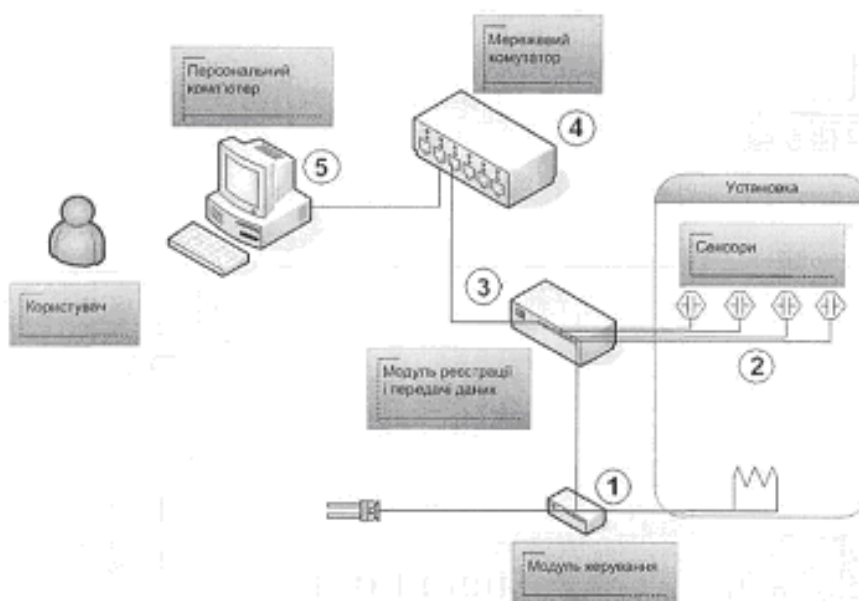 Мережевий
комутатор
Персональний
комп'ютер
4
5
Установка
Сенсори
Користувач
3
2
Модуль реєстрації
і передачі даних
1
Модуль керування